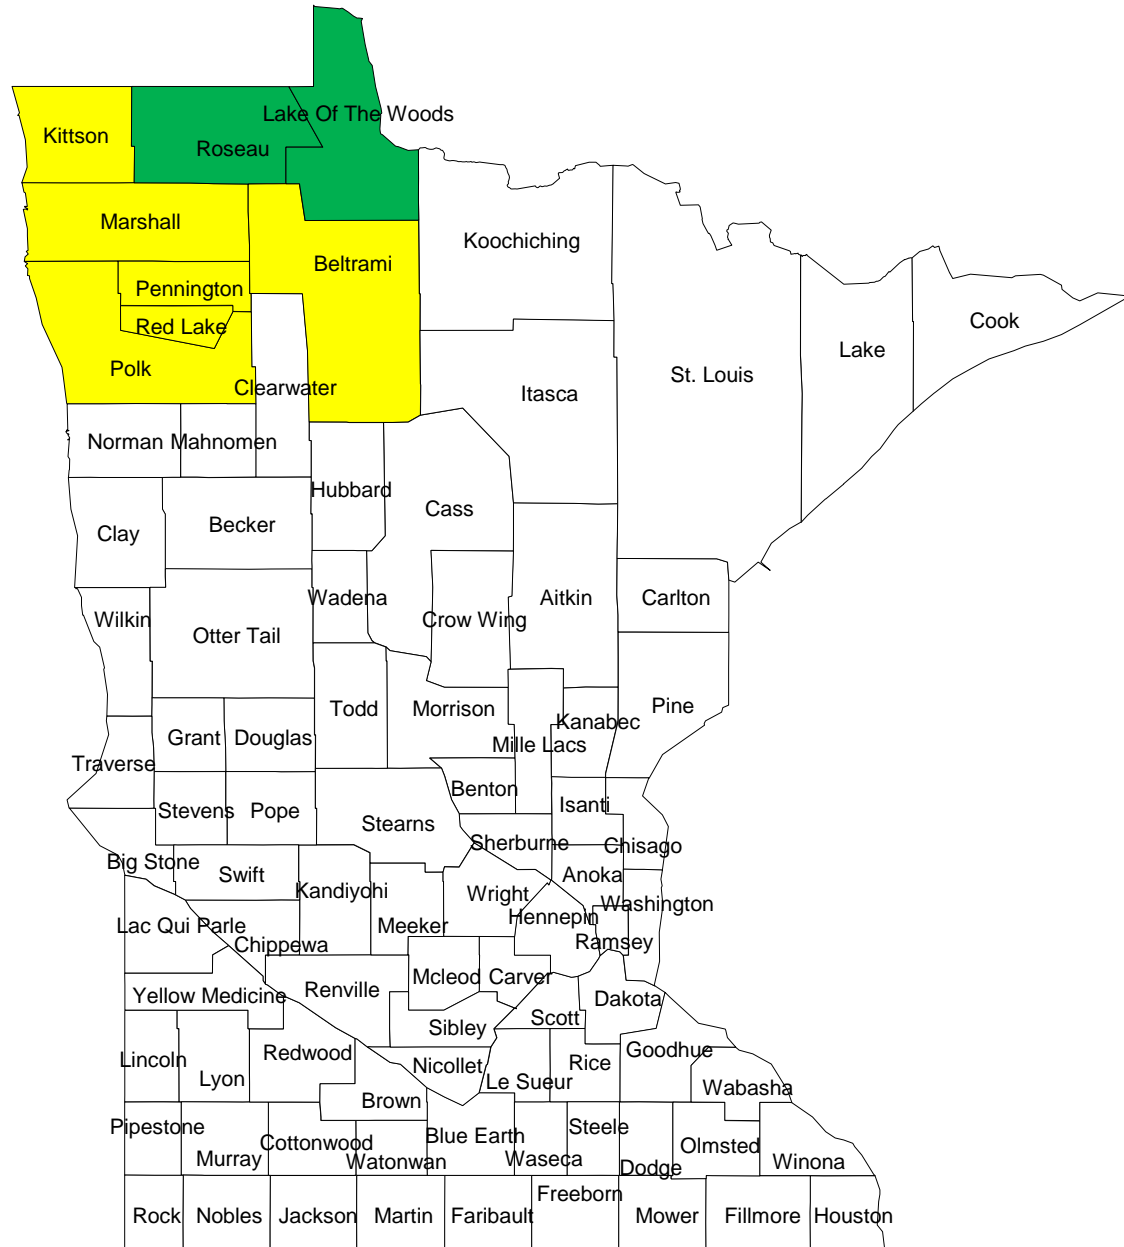 Lake Of The Woods
Kittson
Roseau
Marshall
Koochiching
Beltrami
Pennington
Cook
Red Lake
Lake
Polk
St. Louis
Clearwater
Itasca
Norman
Mahnomen
Hubbard
Cass
Becker
Clay
Wadena
Aitkin
Carlton
Wilkin
Crow Wing
Otter Tail
Pine
Todd
Morrison
Kanabec
Grant
Douglas
Mille Lacs
Traverse
Benton
Isanti
Stevens
Pope
Stearns
Sherburne
Chisago
Big Stone
Swift
Anoka
Kandiyohi
Wright
Washington
Hennepin
Lac Qui Parle
Meeker
Ramsey
Chippewa
Mcleod
Carver
Renville
Yellow Medicine
Dakota
Scott
Sibley
Goodhue
Redwood
Lincoln
Rice
Nicollet
Lyon
Le Sueur
Wabasha
Brown
Pipestone
Steele
Blue Earth
Cottonwood
Olmsted
Murray
Watonwan
Waseca
Winona
Dodge
Freeborn
Rock
Nobles
Jackson
Martin
Faribault
Mower
Fillmore
Houston